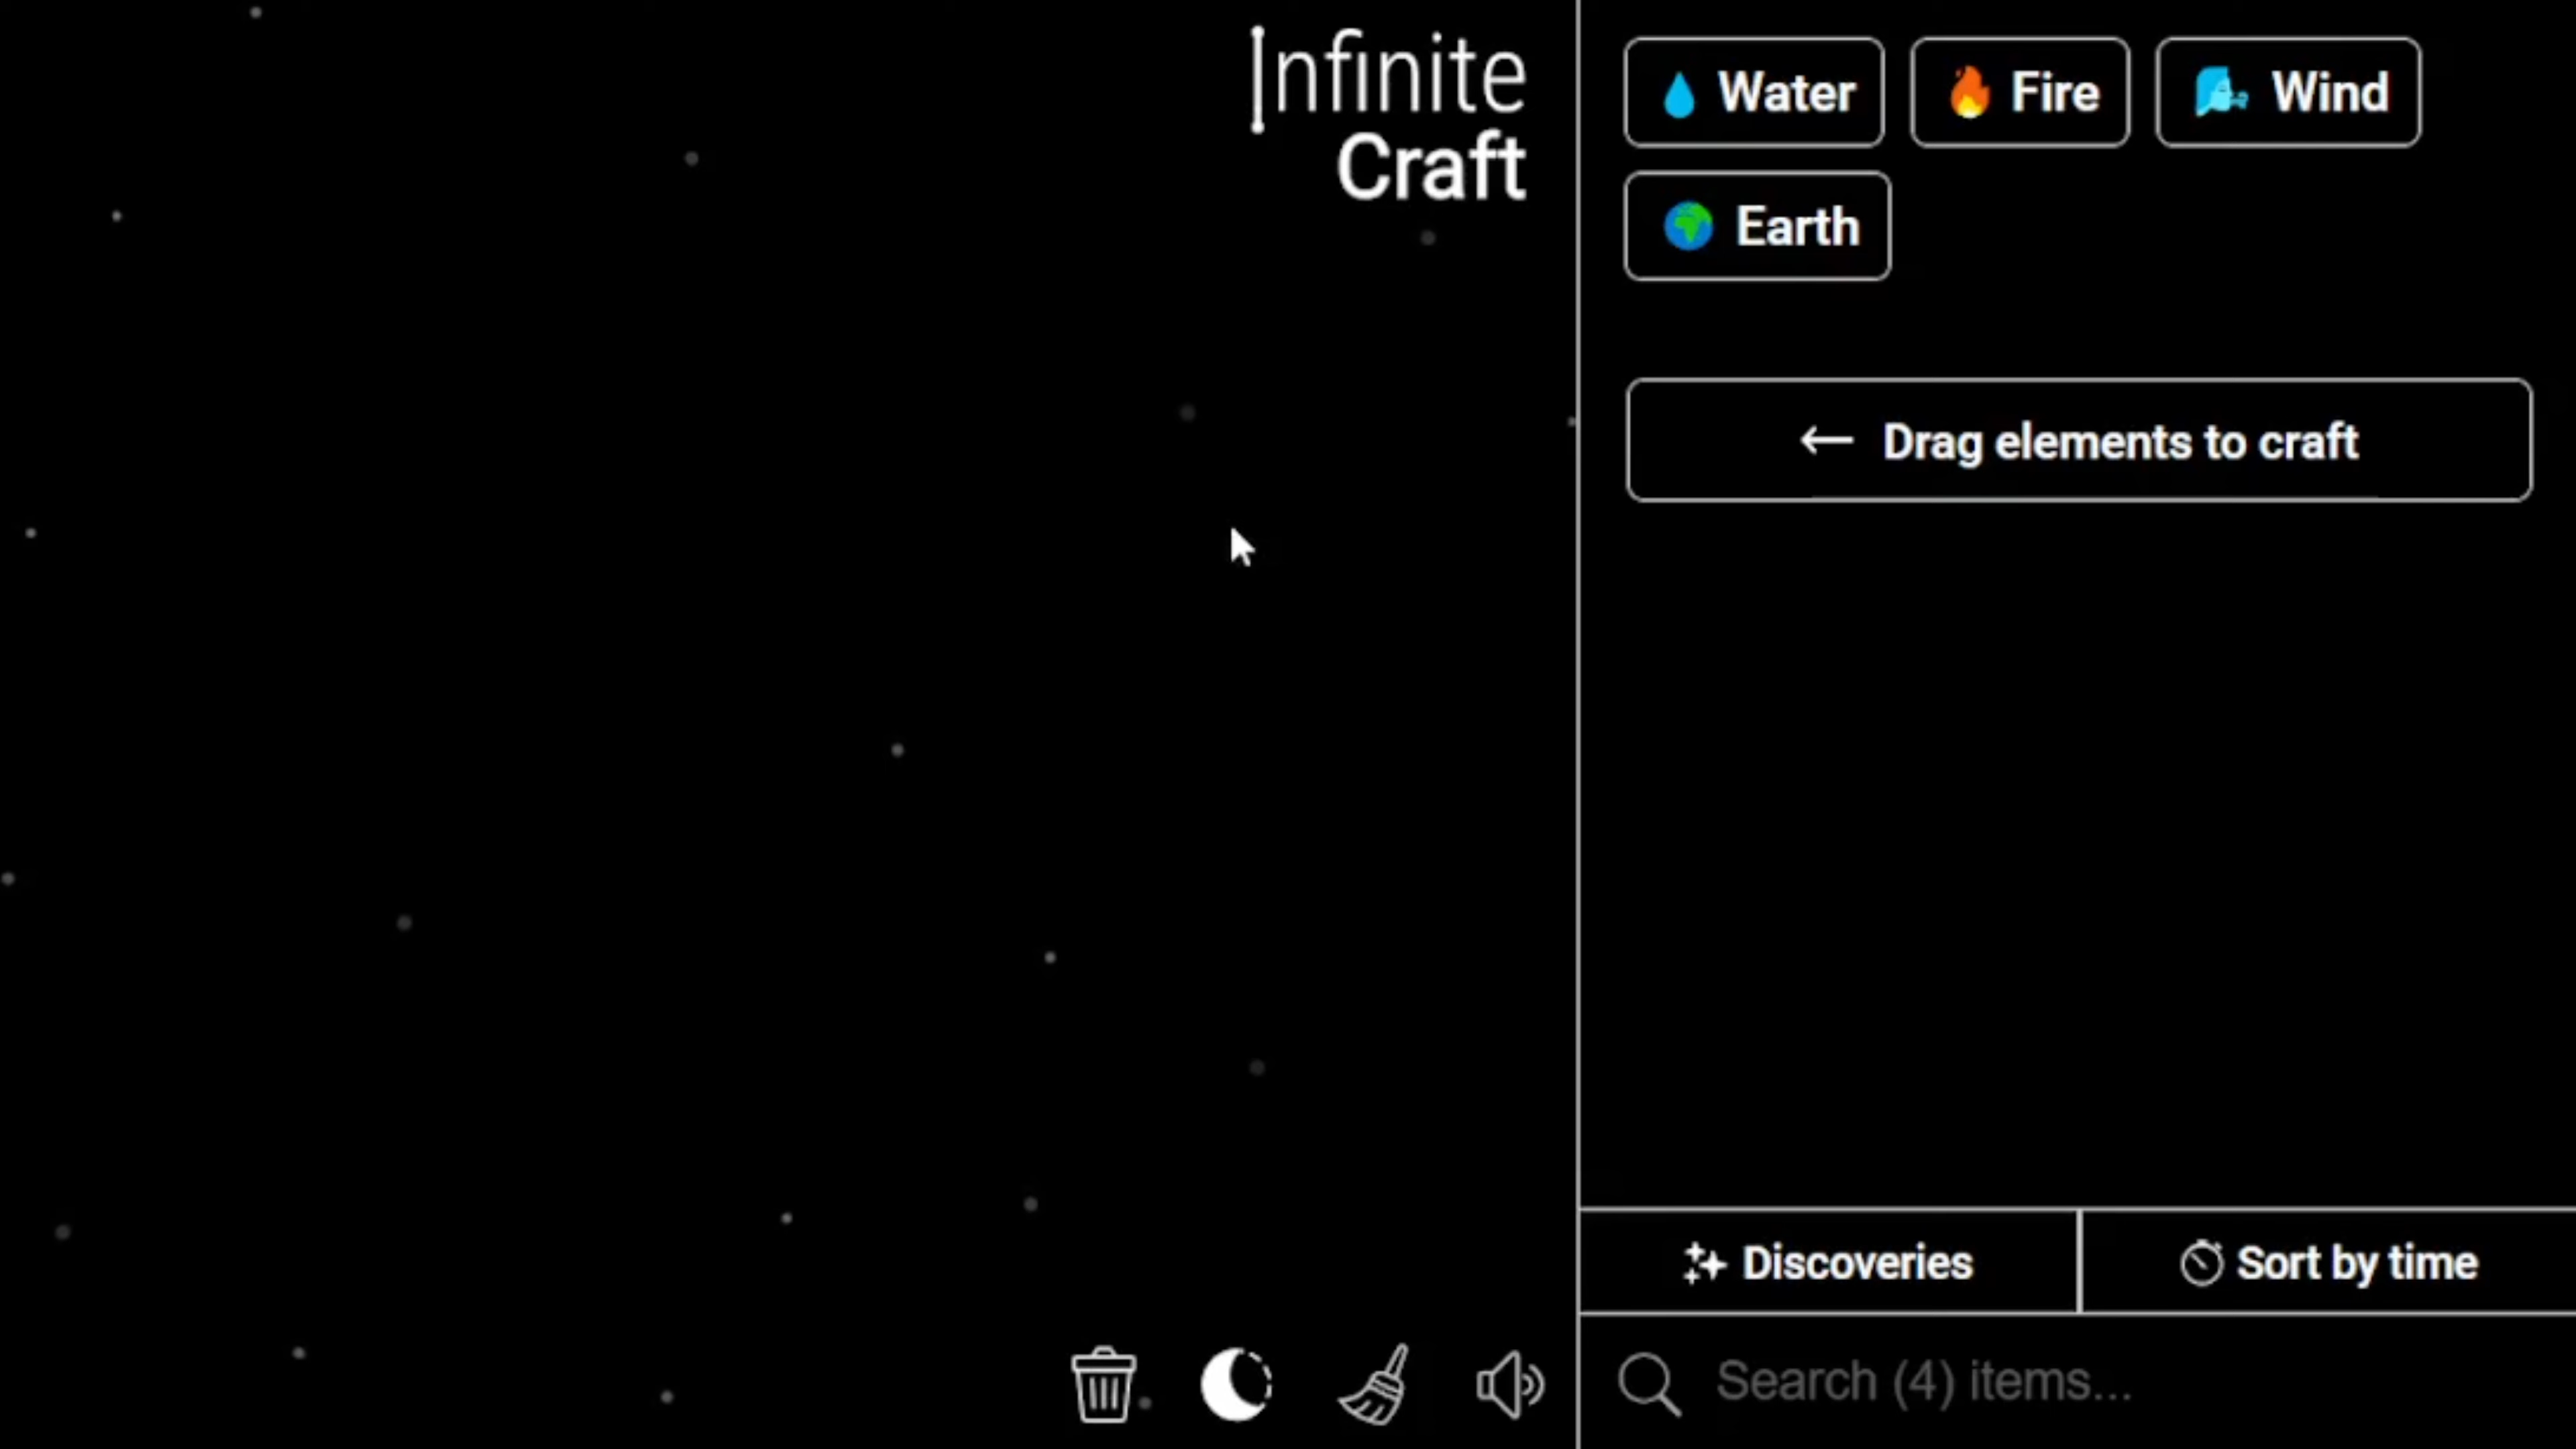 Infinite
Craft
Water
Fire
Wind
Earth
← Drag elements to craft
Discoveries
Sort by time
Search (4) items...